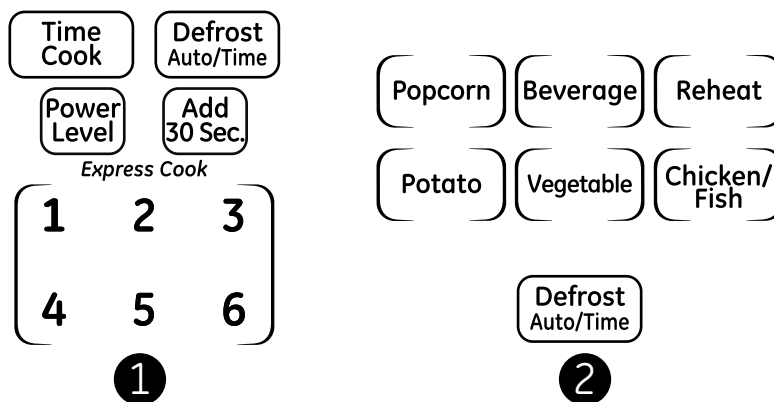 Time
Cook
Defrost
Auto/Time
Power
Level
Add
30 Sec.
Express Cook
1 2 3
4 5 6
1
Popcorn Beverage Reheat
Potato Vegetable Chicken/
Fish
Defrost
Auto/Time
2